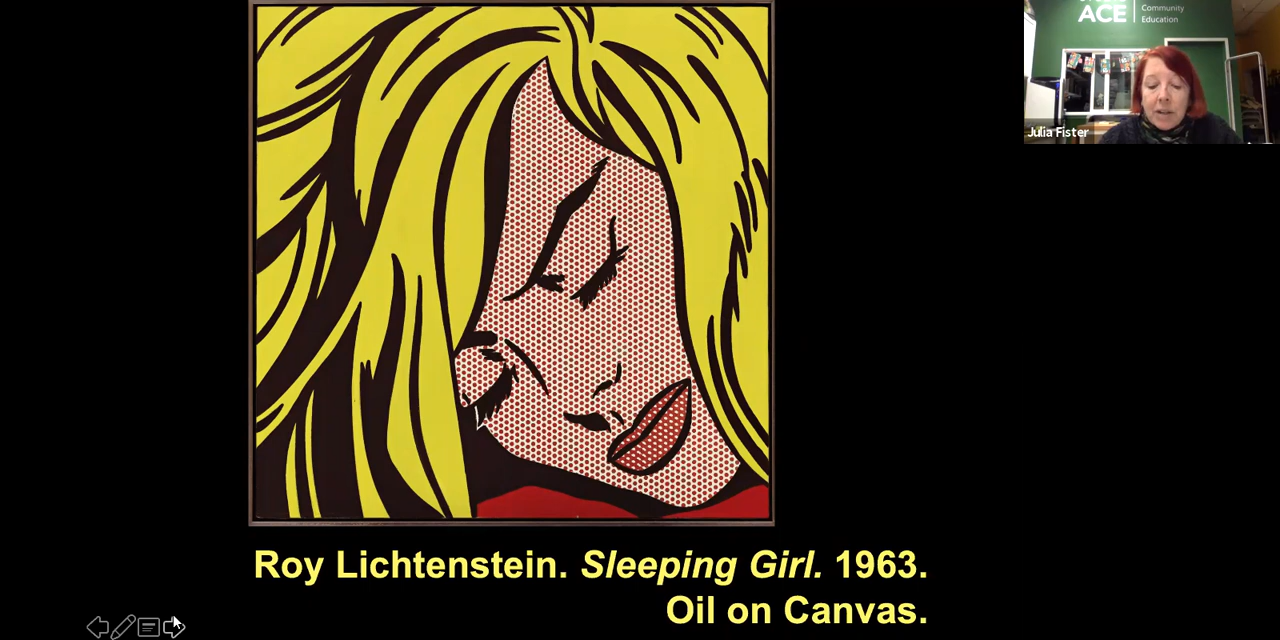 ACE
Community
Education
Julia Fister
Roy Lichtenstein. Sleeping Girl. 1963.
Oil on Canvas.